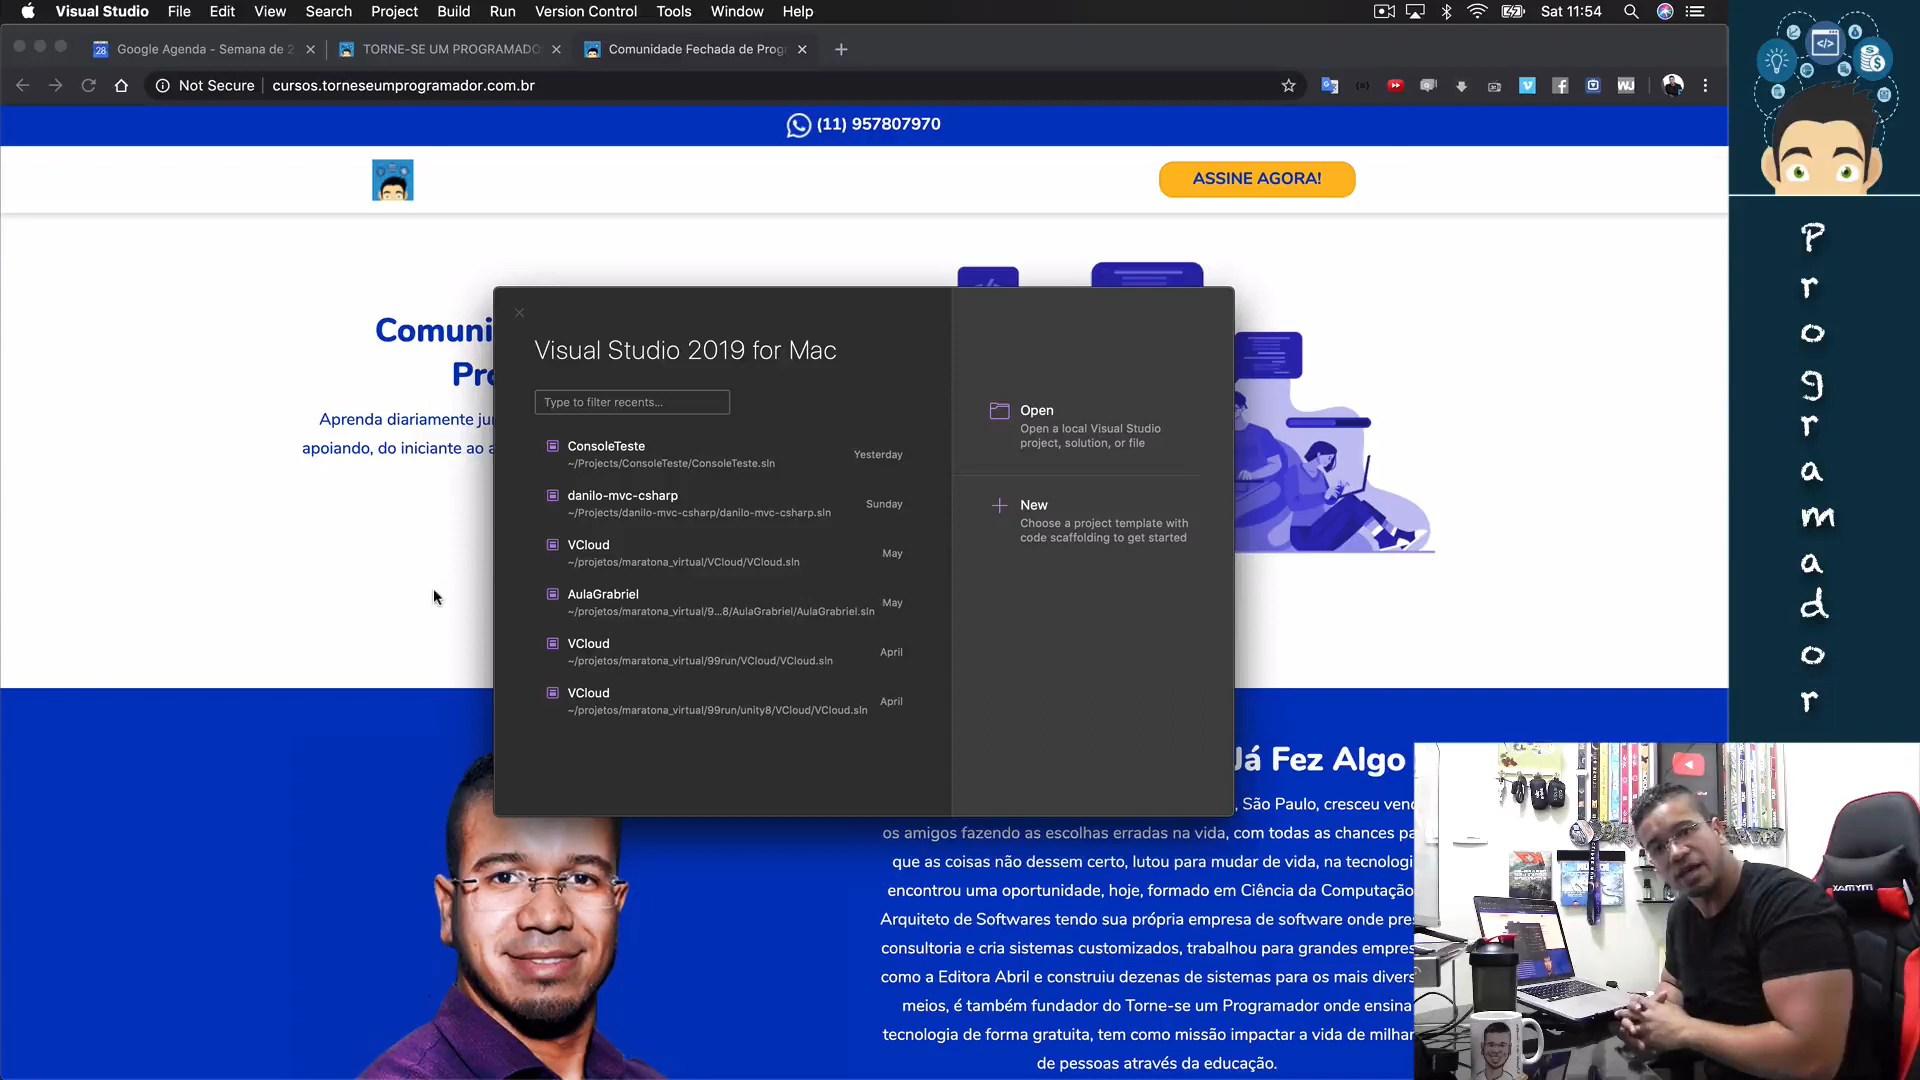 Visual Studio File Edit View Search Project Build Run Version Control Tools Window Help Sat 11:54
28 Google Agenda - Semana de 2 TORNE-SE UM PROGRAMADO Comunidade Fechada de Prog
Not Secure cursos.torneseumprogramador.com.br
(11) 957807970
ASSINE AGORA!
Comuni
Pro
Aprenda diariamente ju
apoiando, do iniciante ao a
Visual Studio 2019 for Mac
Type to filter recents...
ConsoleTeste
~/Projects/ConsoleTeste/ConsoleTeste.sln
Yesterday
danilo-mvc-csharp
~/Projects/danilo-mvc-csharp/danilo-mvc-csharp.sln
Sunday
VCloud
~/projetos/maratona_virtual/VCloud/VCloud.sln
May
AulaGrabriel
~/projetos/maratona_virtual/9...8/AulaGrabriel/AulaGrabriel.sln
May
VCloud
~/projetos/maratona_virtual/99run/VCloud/VCloud.sln
April
VCloud
~/projetos/maratona_virtual/99run/unity8/VCloud/VCloud.sln
April
Open
Open a local Visual Studio
project, solution, or file
New
Choose a project template with
code scaffolding to get started
Já Fez Algo
, São Paulo, cresceu venc
os amigos fazendo as escolhas erradas na vida, com todas as chances pa
que as coisas não dessem certo, lutou para mudar de vida, na tecnologi
encontrou uma oportunidade, hoje, formado em Ciência da Computação
Arquiteto de Softwares tendo sua própria empresa de software onde pres
consultoria e cria sistemas customizados, trabalhou para grandes empres
como a Editora Abril e construiu dezenas de sistemas para os mais divers
meios, é também fundador do Torne-se um Programador onde ensina
tecnologia de forma gratuita, tem como missão impactar a vida de milhar
de pessoas através da educação.
Programador